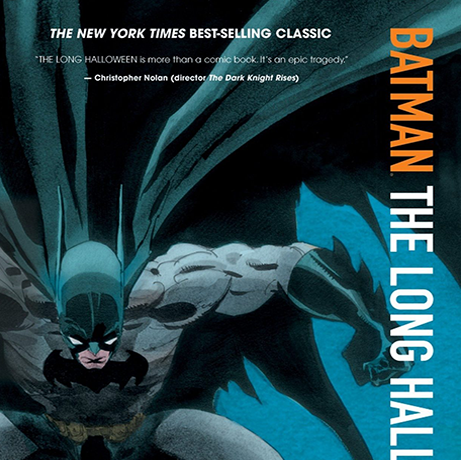 THE NEW YORK TIMES BEST-SELLING CLASSIC
"THE LONG HALLOWEEN is more than a comic book. It's an epic tragedy."
— Christopher Nolan (director The Dark Knight Rises)
BATMAN. THE LONG HALL